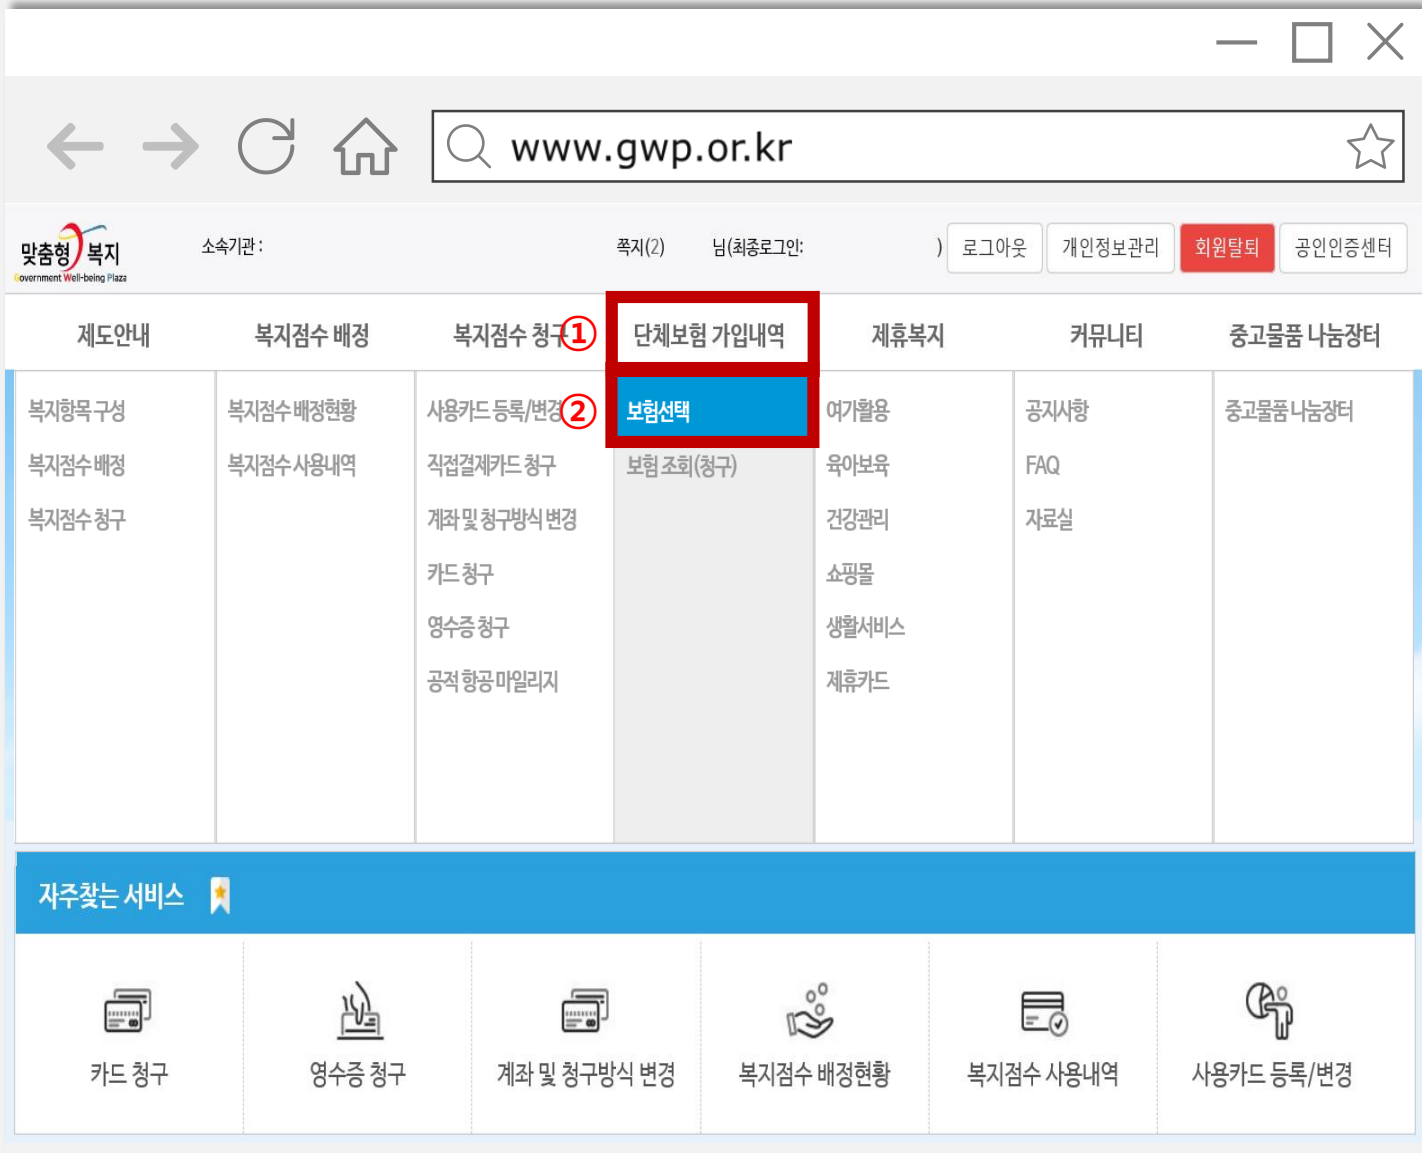 www.gwp.or.kr
맞춤형 복지
Government Well-being Plaza
소속기관 :
쪽지(2)
님(최종로그인:
)
로그아웃
개인정보관리
회원탈퇴
공인인증센터
제도안내
복지점수 배정
복지점수 청구
①
단체보험 가입내역
제휴복지
커뮤니티
중고물품 나눔장터
복지항목 구성
복지점수 배정
복지점수 청구
복지점수 배정현황
복지점수 사용내역
사용카드 등록/변경
직접결제카드 청구
계좌 및 청구방식 변경
카드 청구
영수증 청구
공적 항공 마일리지
②
보험선택
보험 조회(청구)
여가활용
육아보육
건강관리
쇼핑몰
생활서비스
제휴카드
공지사항
FAQ
자료실
중고물품 나눔장터
자주찾는 서비스
카드 청구
영수증 청구
계좌 및 청구방식 변경
복지점수 배정현황
복지점수 사용내역
사용카드 등록/변경